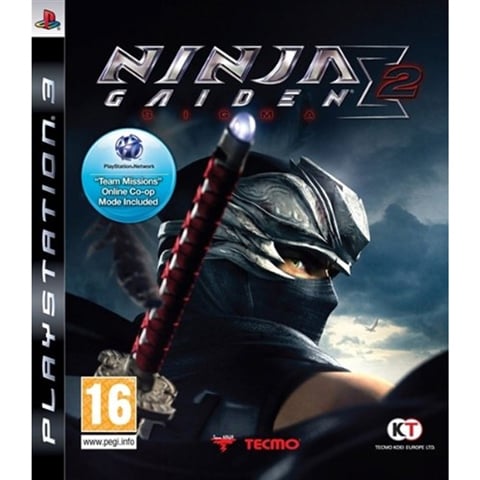 PLAYSTATION 3
NINJA
GAIDEN Σ2
SIGMA
PlayStation Network
"Team Missions"
Online Co-op
Mode Included
16
www.pegi.info
TECMO
KT
TECMO KOEI EUROPE LTD.